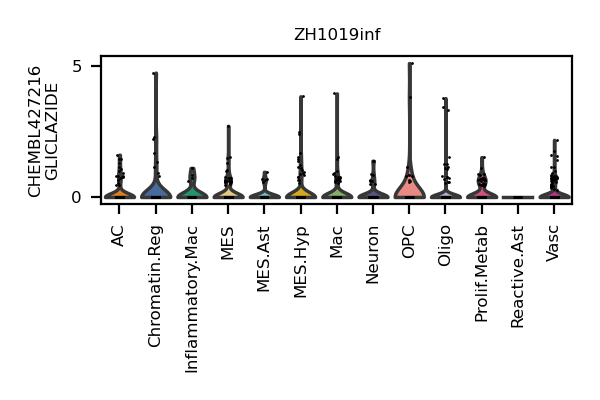 ZH1019inf
CHEMBL427216
GLICLAZIDE
5
0
AC
Chromatin.Reg
Inflammatory.Mac
MES
MES.Ast
MES.Hyp
Mac
Neuron
OPC
Oligo
Prolif.Metab
Reactive.Ast
Vasc